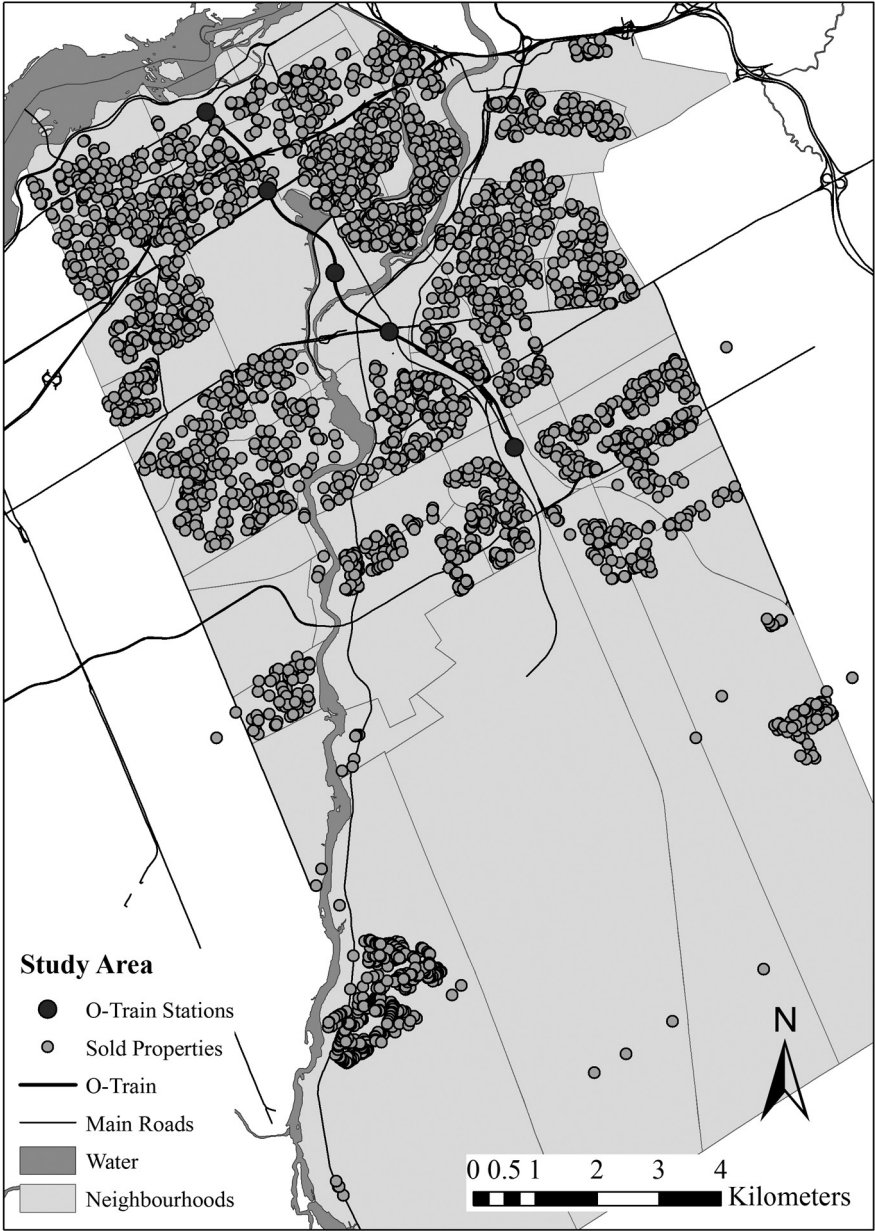 Study Area
O-Train Stations
Sold Properties
O-Train
Main Roads
Water
Neighbourhoods
N
0 0.5 1 2 3 4
Kilometers